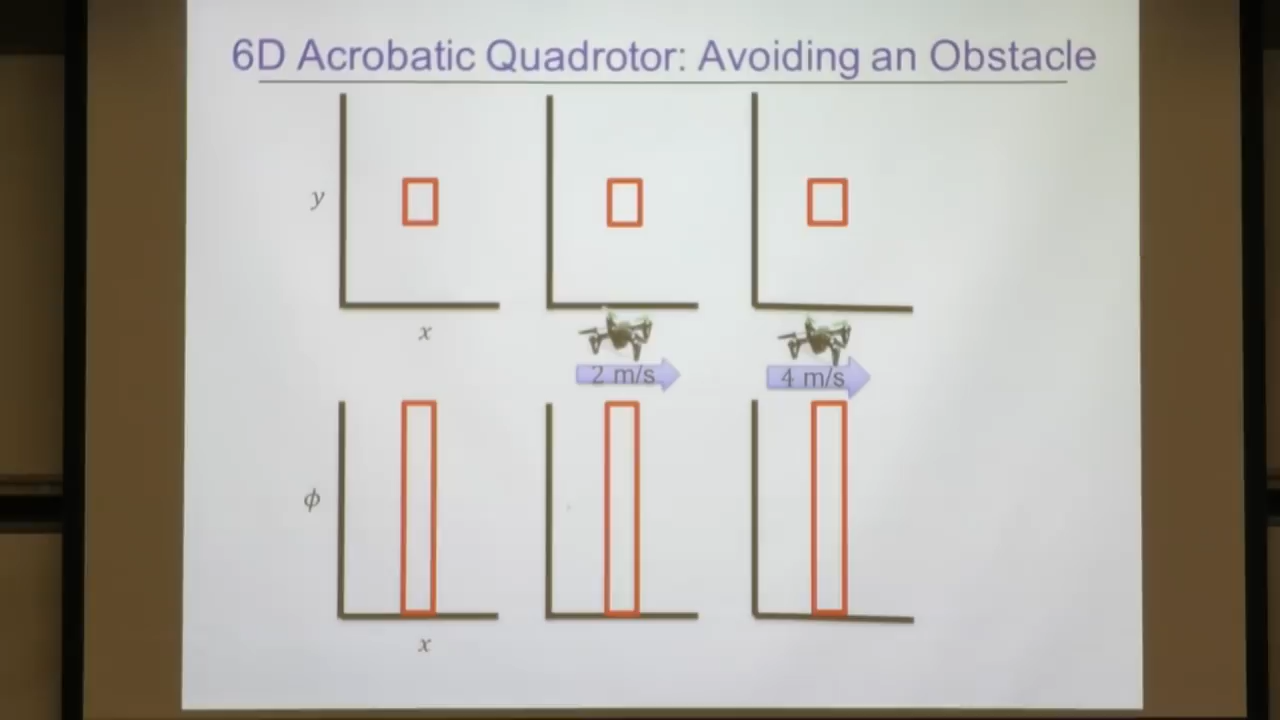 6D Acrobatic Quadrotor: Avoiding an Obstacle
y
x
2 m/s
4 m/s
ϕ
x